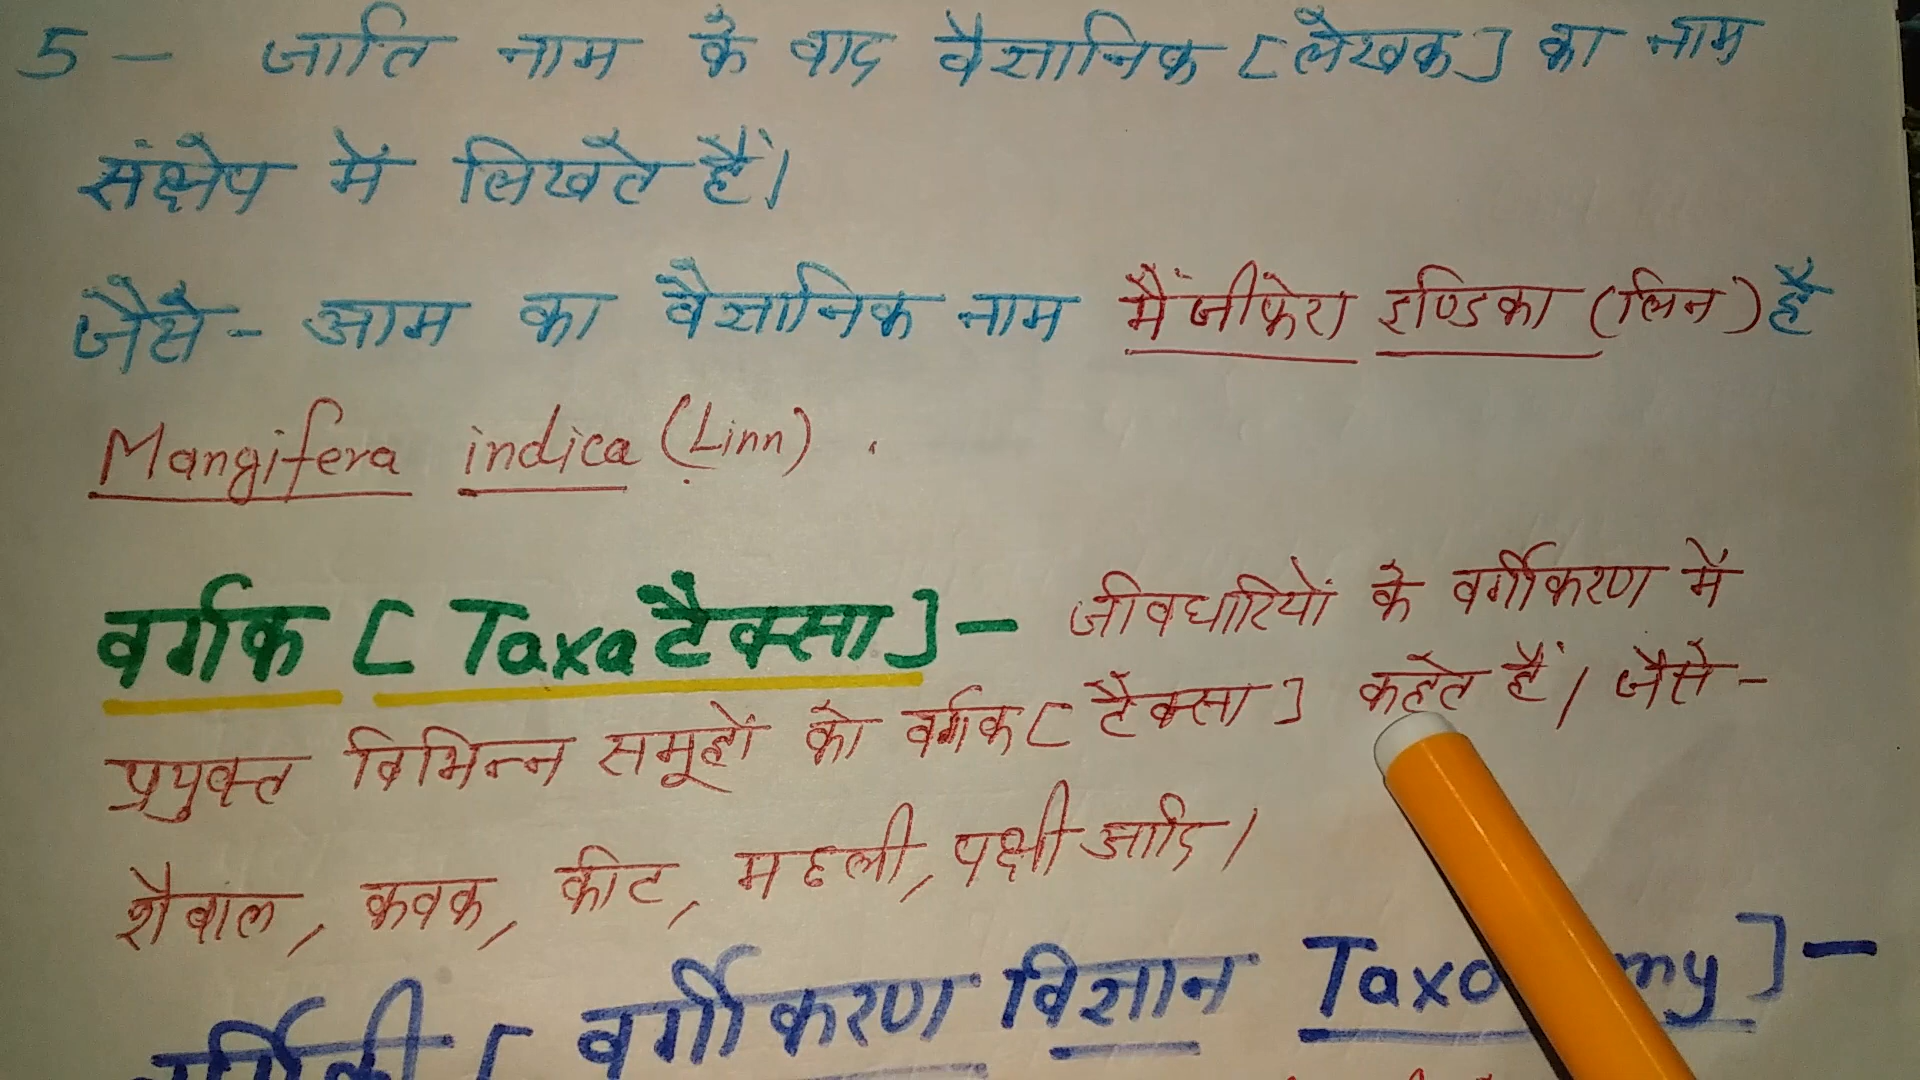 5 - जाति नाम के बाद वैज्ञानिक [लेखक] का नाम
संक्षेप में लिखते हैं।
जैसे - आम का वैज्ञानिक नाम मैंजीफेरा इण्डिका (लिन) है
Mangifera indica (Linn) .
वर्गक [Taxa टैक्सा] - जीवधारियों के वर्गीकरण में
प्रयुक्त विभिन्न समूहों को वर्गक [टैक्सा] कहते हैं। जैसे -
शैवाल, कवक, कीट, मछली, पक्षी आदि।
[वर्गीकरण विज्ञान ] -